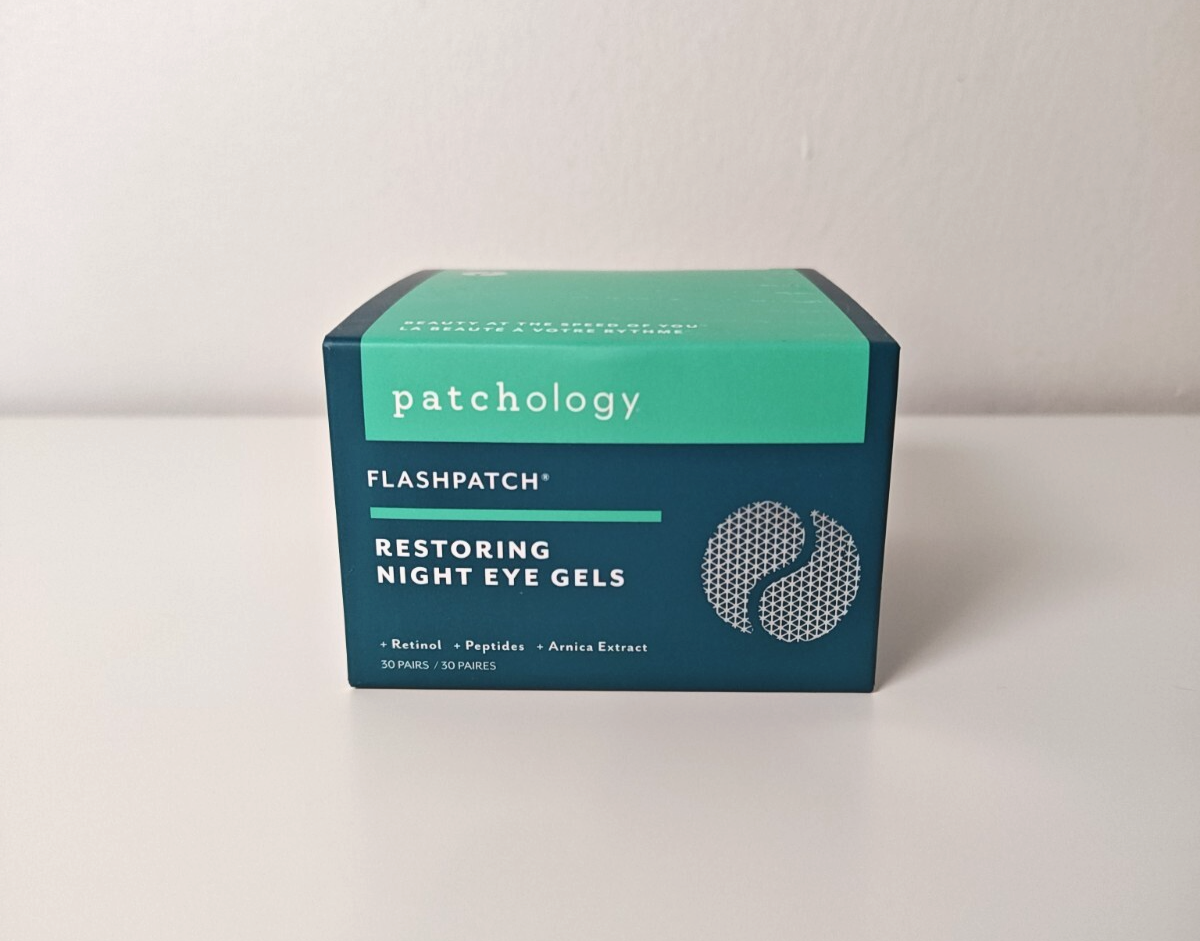 BEAUTY AT THE SPEED OF YOU™
LA BEAUTÉ À VOTRE RYTHME
patchology
FLASHPATCH®
RESTORING
NIGHT EYE GELS
+ Retinol + Peptides + Arnica Extract
30 PAIRS / 30 PAIRES